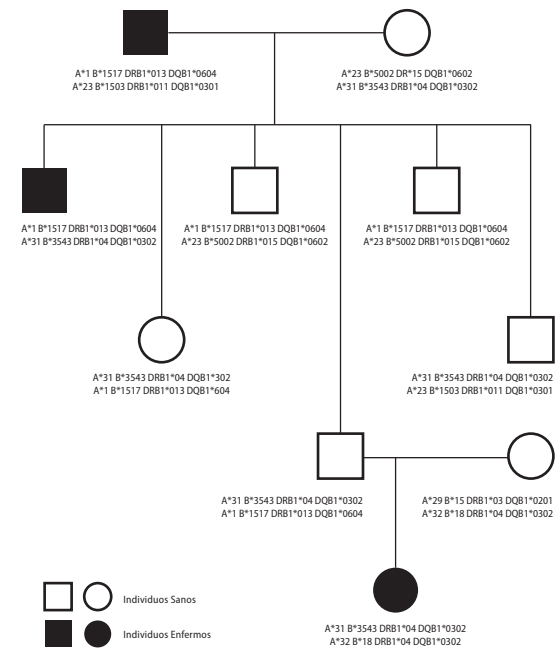 A*1 B*1517 DRB1*013 DQB1*0604
A*23 B*1503 DRB1*011 DQB1*0301
A*23 B*5002 DR*15 DQB1*0602
A*31 B*3543 DRB1*04 DQB1*0302
A*1 B*1517 DRB1*013 DQB1*0604
A*31 B*3543 DRB1*04 DQB1*0302
A*1 B*1517 DRB1*013 DQB1*0604
A*23 B*5002 DRB1*015 DQB1*0602
A*1 B*1517 DRB1*013 DQB1*0604
A*23 B*5002 DRB1*015 DQB1*0602
A*31 B*3543 DRB1*04 DQB1*302
A*1 B*1517 DRB1*013 DQB1*604
A*31 B*3543 DRB1*04 DQB1*0302
A*23 B*1503 DRB1*011 DQB1*0301
A*31 B*3543 DRB1*04 DQB1*0302
A*1 B*1517 DRB1*013 DQB1*0604
A*29 B*15 DRB1*03 DQB1*0201
A*32 B*18 DRB1*04 DQB1*0302
Individuos Sanos
Individuos Enfermos
A*31 B*3543 DRB1*04 DQB1*0302
A*32 B*18 DRB1*04 DQB1*0302